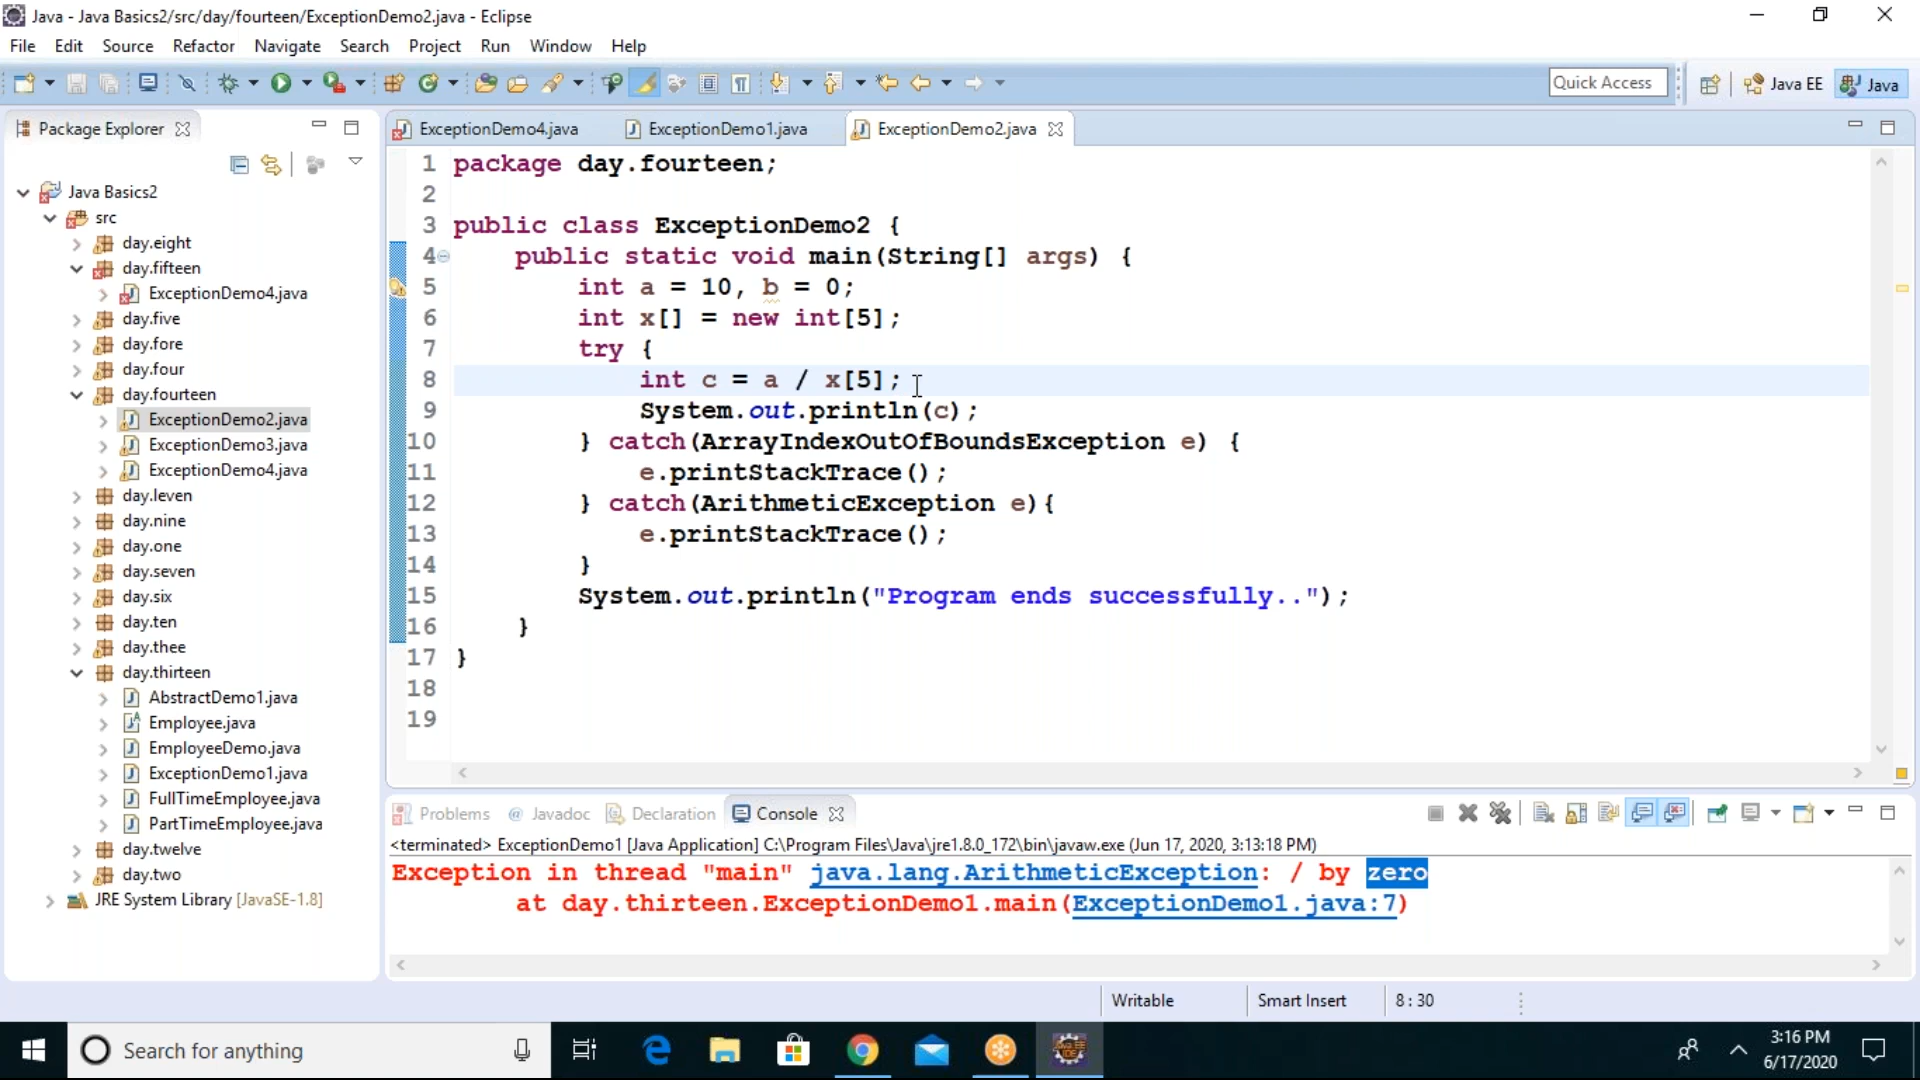 Java - Java Basics2/src/day/fourteen/ExceptionDemo2.java - Eclipse
File Edit Source Refactor Navigate Search Project Run Window Help
Quick Access Java EE Java
Package Explorer
Java Basics2
src
day.eight
day.fifteen
ExceptionDemo4.java
day.five
day.fore
day.four
day.fourteen
ExceptionDemo2.java
ExceptionDemo3.java
ExceptionDemo4.java
day.leven
day.nine
day.one
day.seven
day.six
day.ten
day.thee
day.thirteen
AbstractDemo1.java
Employee.java
EmployeeDemo.java
ExceptionDemo1.java
FullTimeEmployee.java
PartTimeEmployee.java
day.twelve
day.two
JRE System Library [JavaSE-1.8]
ExceptionDemo4.java ExceptionDemo1.java ExceptionDemo2.java
1 package day.fourteen;
2
3 public class ExceptionDemo2 {
4 public static void main(String[] args) {
5 int a = 10, b = 0;
6 int x[] = new int[5];
7 try {
8 int c = a / x[5];
9 System.out.println(c);
10 } catch(ArrayIndexOutOfBoundsException e) {
11 e.printStackTrace();
12 } catch(ArithmeticException e){
13 e.printStackTrace();
14 }
15 System.out.println("Program ends successfully..");
16 }
17 }
18
19
Problems Javadoc Declaration Console
<terminated> ExceptionDemo1 [Java Application] C:\Program Files\Java\jre1.8.0_172\bin\javaw.exe (Jun 17, 2020, 3:13:18 PM)
Exception in thread "main" java.lang.ArithmeticException: / by zero
at day.thirteen.ExceptionDemo1.main(ExceptionDemo1.java:7)
Writable Smart Insert 8 : 30
Search for anything
3:16 PM
6/17/2020